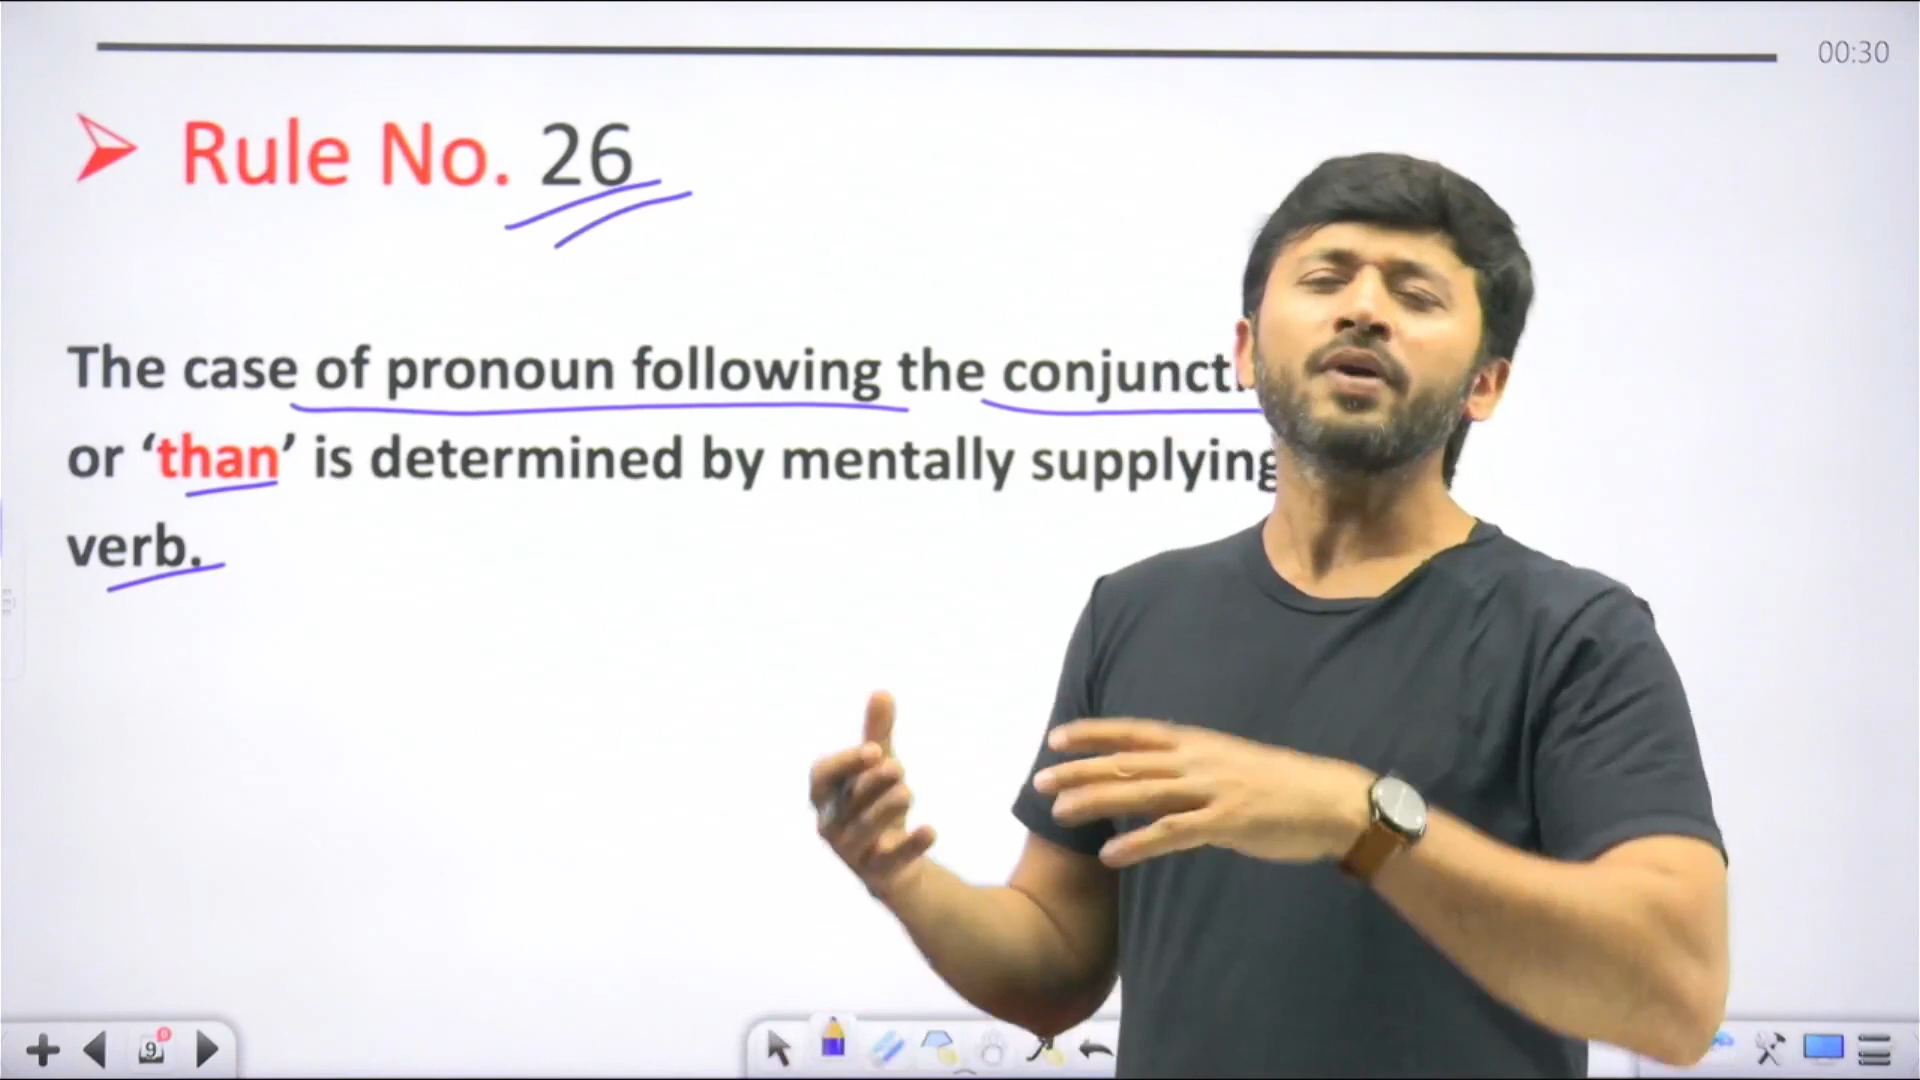 00:30
Rule No. 26
The case of pronoun following the
or ‘than’ is determined by mentally supplying
verb.
9